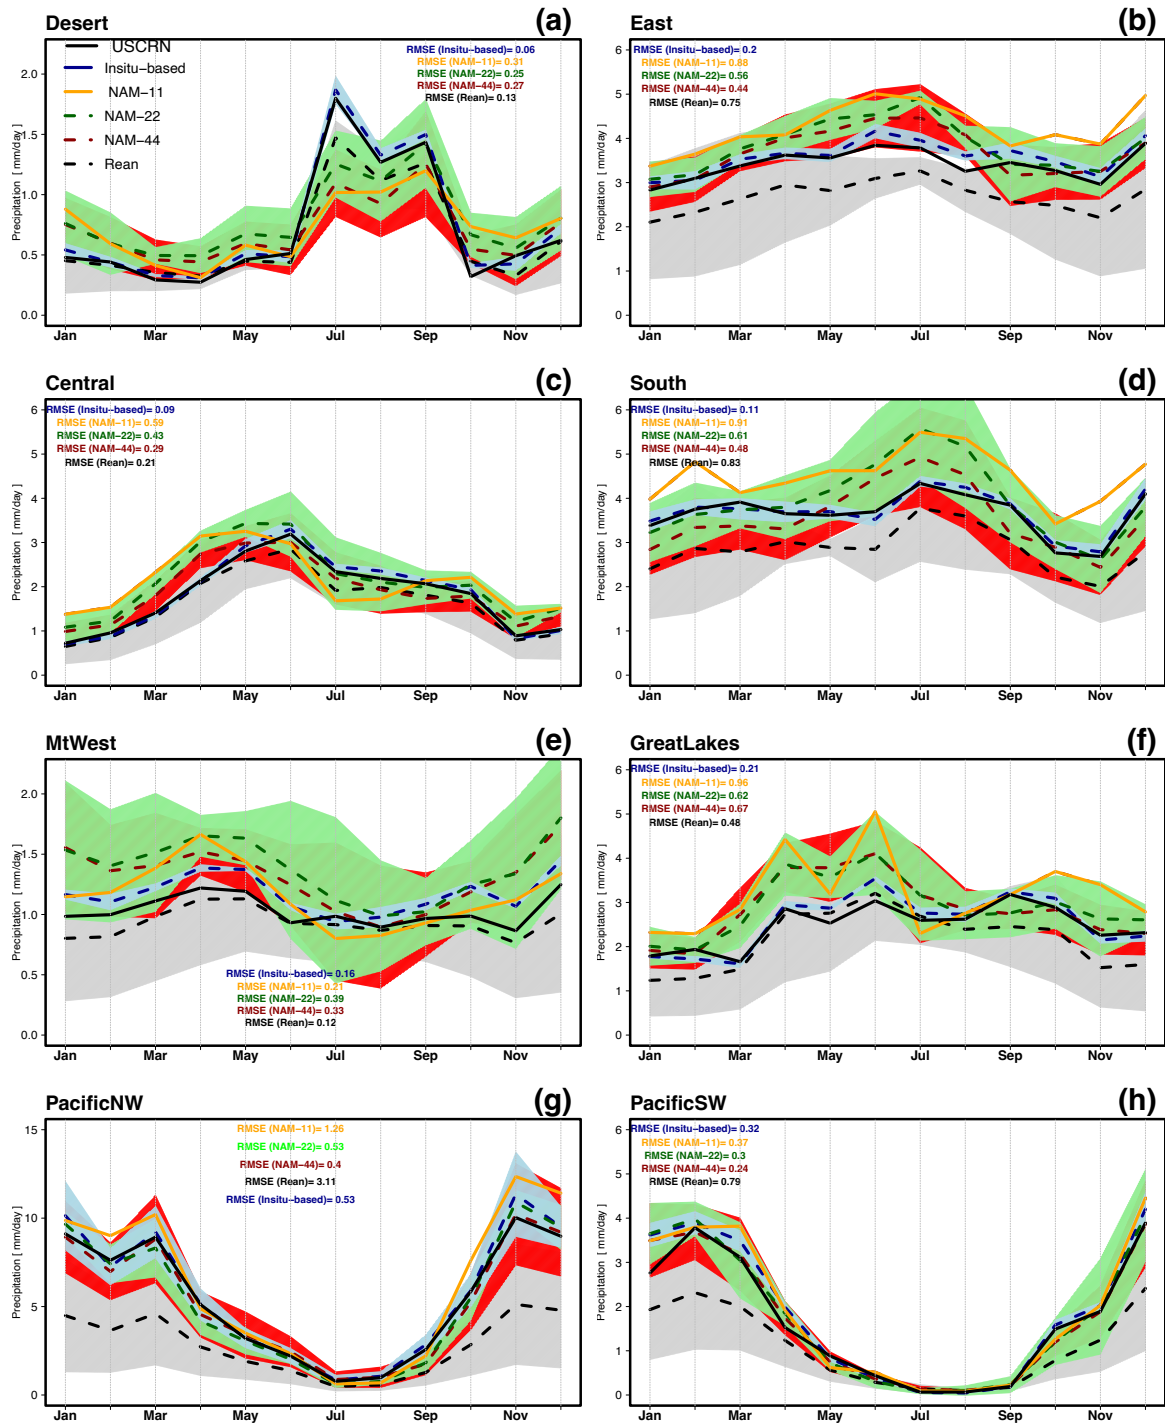 Desert (a)
USCRN
Insitu-based
NAM-11
NAM-22
NAM-44
Rean
RMSE (Insitu-based)= 0.06
RMSE (NAM-11)= 0.31
RMSE (NAM-22)= 0.25
RMSE (NAM-44)= 0.27
RMSE (Rean)= 0.13
Precipitation [ mm/day]
2.0
1.5
1.0
0.5
0.0
Jan Mar May Jul Sep Nov
East (b)
RMSE (Insitu-based)= 0.2
RMSE (NAM-11)= 0.88
RMSE (NAM-22)= 0.56
RMSE (NAM-44)= 0.44
RMSE (Rean)= 0.75
Precipitation [ mm/day]
6
5
4
3
2
1
0
Jan Mar May Jul Sep Nov
Central (c)
RMSE (Insitu-based)= 0.09
RMSE (NAM-11)= 0.59
RMSE (NAM-22)= 0.43
RMSE (NAM-44)= 0.29
RMSE (Rean)= 0.21
Precipitation [ mm/day]
6
5
4
3
2
1
0
Jan Mar May Jul Sep Nov
South (d)
RMSE (Insitu-based)= 0.11
RMSE (NAM-11)= 0.91
RMSE (NAM-22)= 0.61
RMSE (NAM-44)= 0.48
RMSE (Rean)= 0.83
Precipitation [ mm/day]
6
5
4
3
2
1
0
Jan Mar May Jul Sep Nov
MtWest (e)
RMSE (Insitu-based)= 0.16
RMSE (NAM-11)= 0.21
RMSE (NAM-22)= 0.39
RMSE (NAM-44)= 0.33
RMSE (Rean)= 0.12
Precipitation [ mm/day]
2.0
1.5
1.0
0.5
0.0
Jan Mar May Jul Sep Nov
GreatLakes (f)
RMSE (Insitu-based)= 0.21
RMSE (NAM-11)= 0.96
RMSE (NAM-22)= 0.62
RMSE (NAM-44)= 0.67
RMSE (Rean)= 0.48
Precipitation [ mm/day]
6
5
4
3
2
1
0
Jan Mar May Jul Sep Nov
PacificNW (g)
RMSE (NAM-11)= 1.26
RMSE (NAM-22)= 0.53
RMSE (NAM-44)= 0.4
RMSE (Rean)= 3.11
RMSE (Insitu-based)= 0.53
Precipitation [ mm/day]
15
10
5
0
Jan Mar May Jul Sep Nov
PacificSW (h)
RMSE (Insitu-based)= 0.32
RMSE (NAM-11)= 0.37
RMSE (NAM-22)= 0.3
RMSE (NAM-44)= 0.24
RMSE (Rean)= 0.79
Precipitation [ mm/day]
6
5
4
3
2
1
0
Jan Mar May Jul Sep Nov